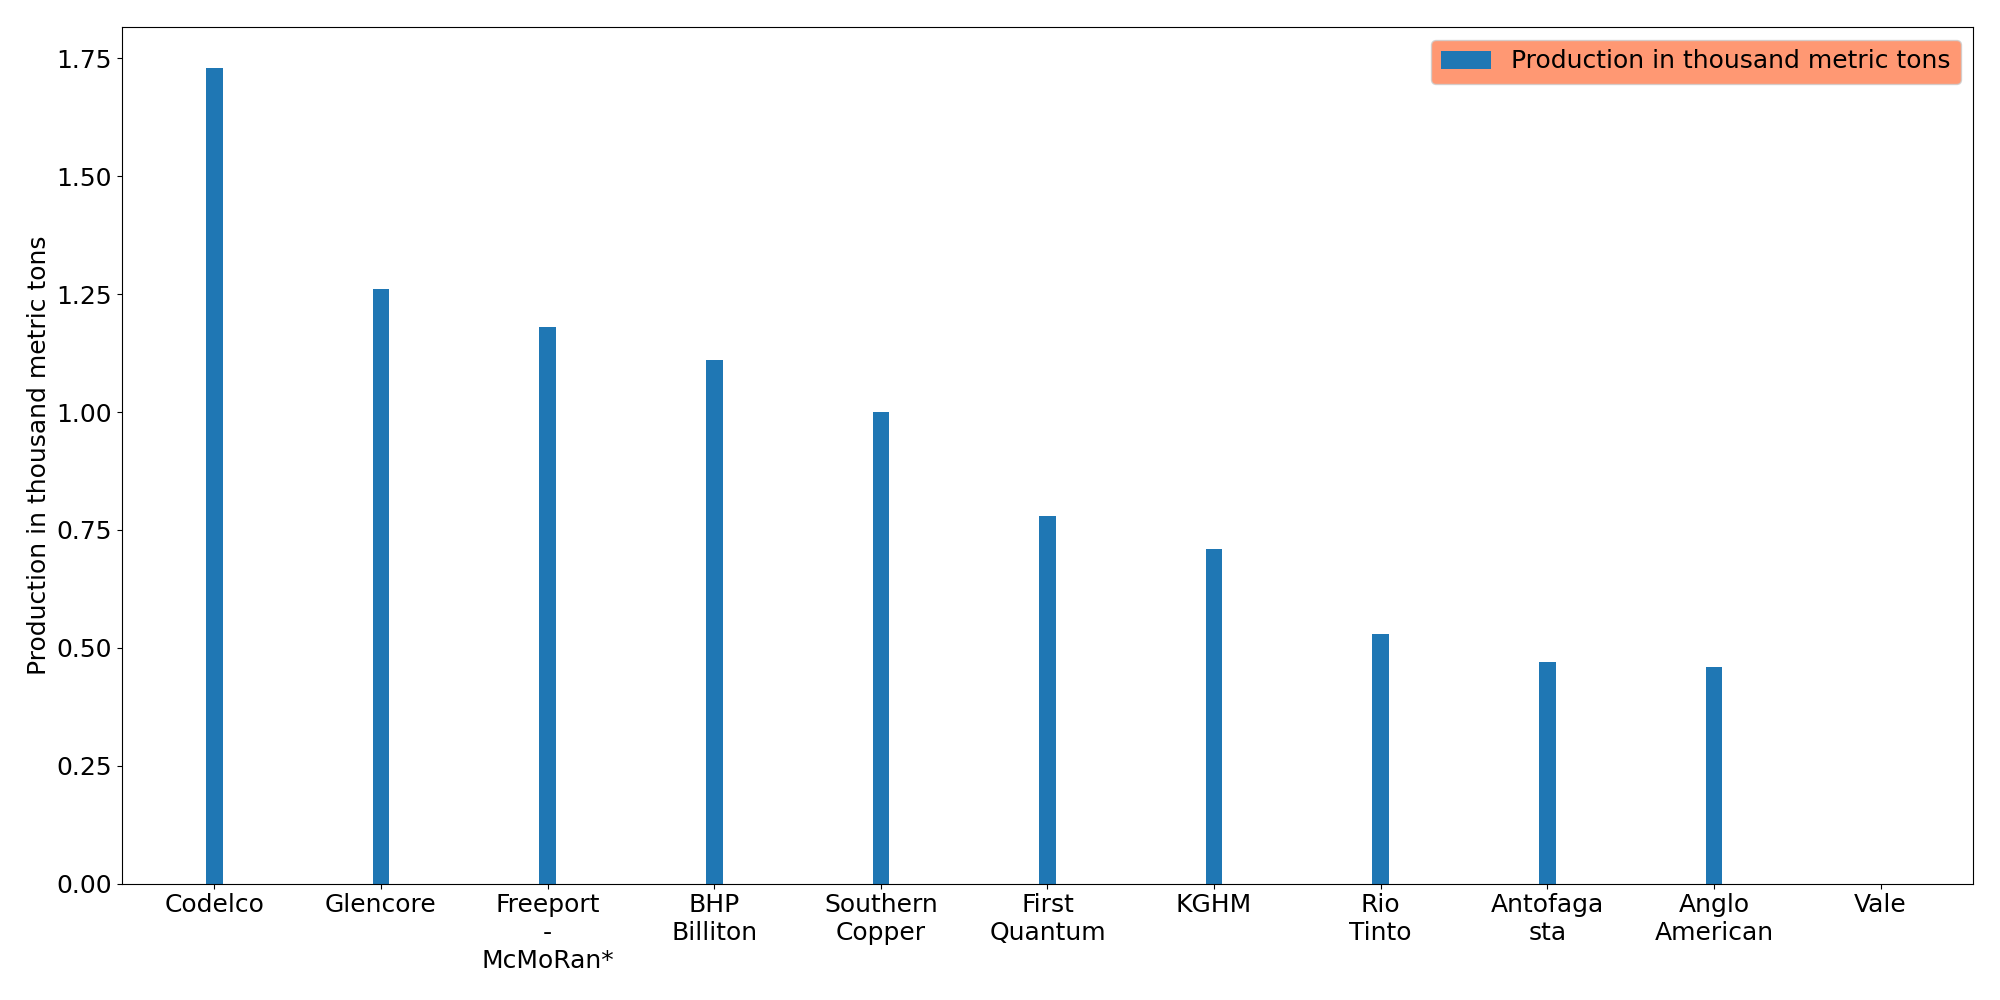 Production in thousand metric tons
1.75
1.50
1.25
1.00
0.75
0.50
0.25
0.00
Production in thousand metric tons
Codelco
Glencore
Freeport
-
McMoRan*
BHP
Billiton
Southern
Copper
First
Quantum
KGHM
Rio
Tinto
Antofaga
sta
Anglo
American
Vale